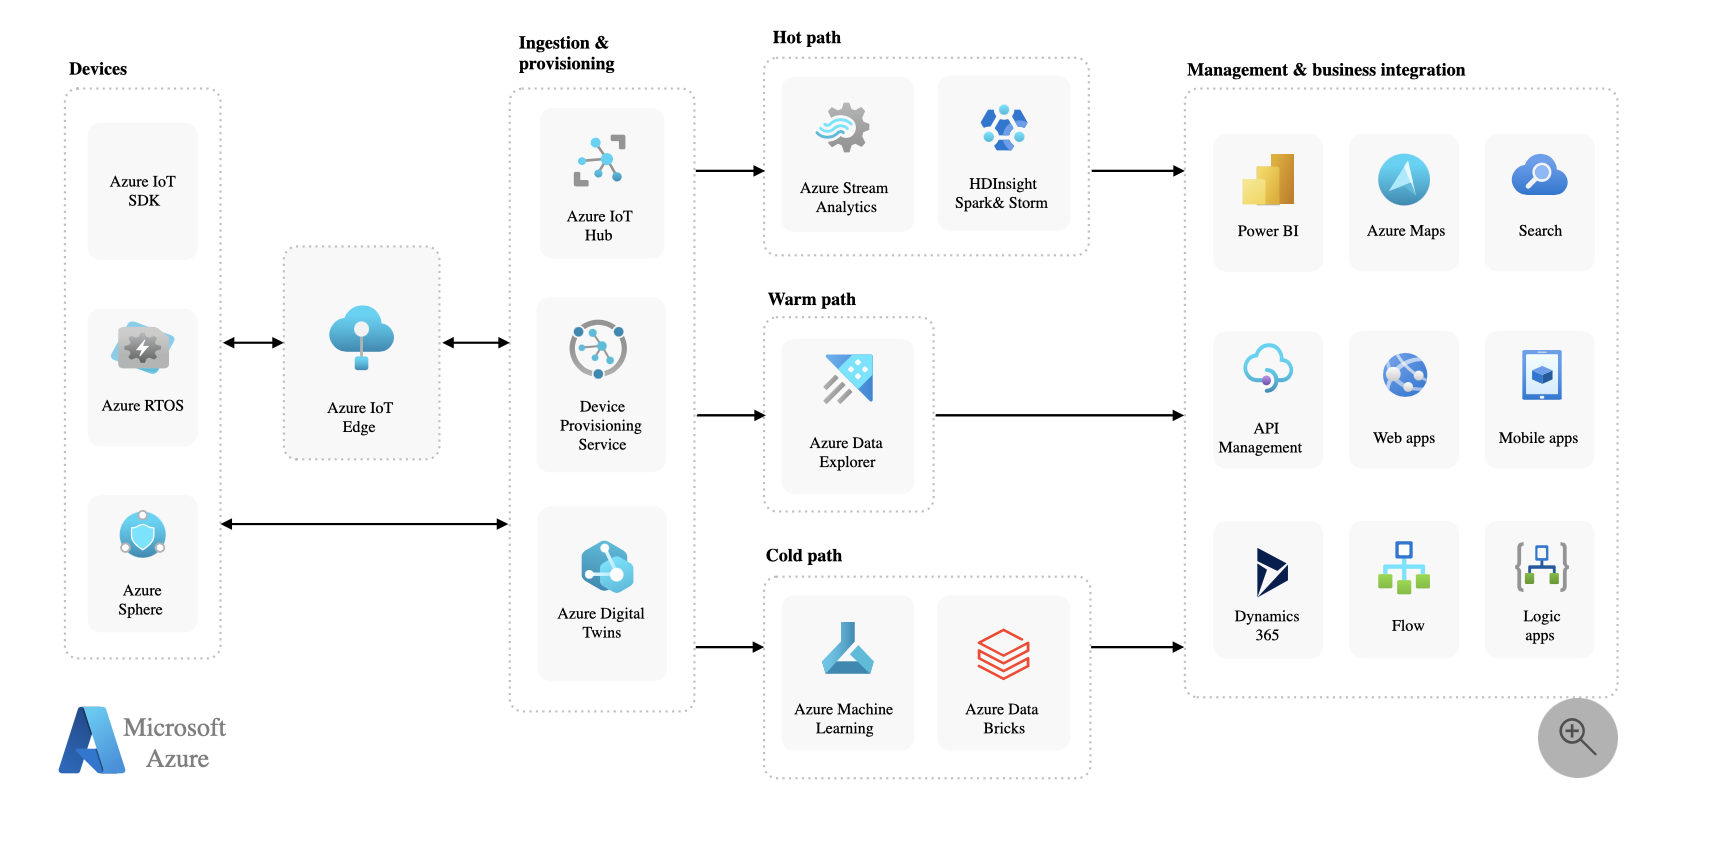 Devices
Azure IoT
SDK
Azure RTOS
Azure
Sphere
Azure IoT
Edge
Ingestion &
provisioning
Azure IoT
Hub
Device
Provisioning
Service
Azure Digital
Twins
Hot path
Azure Stream
Analytics
HDInsight
Spark& Storm
Warm path
Azure Data
Explorer
Cold path
Azure Machine
Learning
Azure Data
Bricks
Management & business integration
Power BI
Azure Maps
Search
API
Management
Web apps
Mobile apps
Dynamics
365
Flow
Logic
apps
Microsoft
Azure